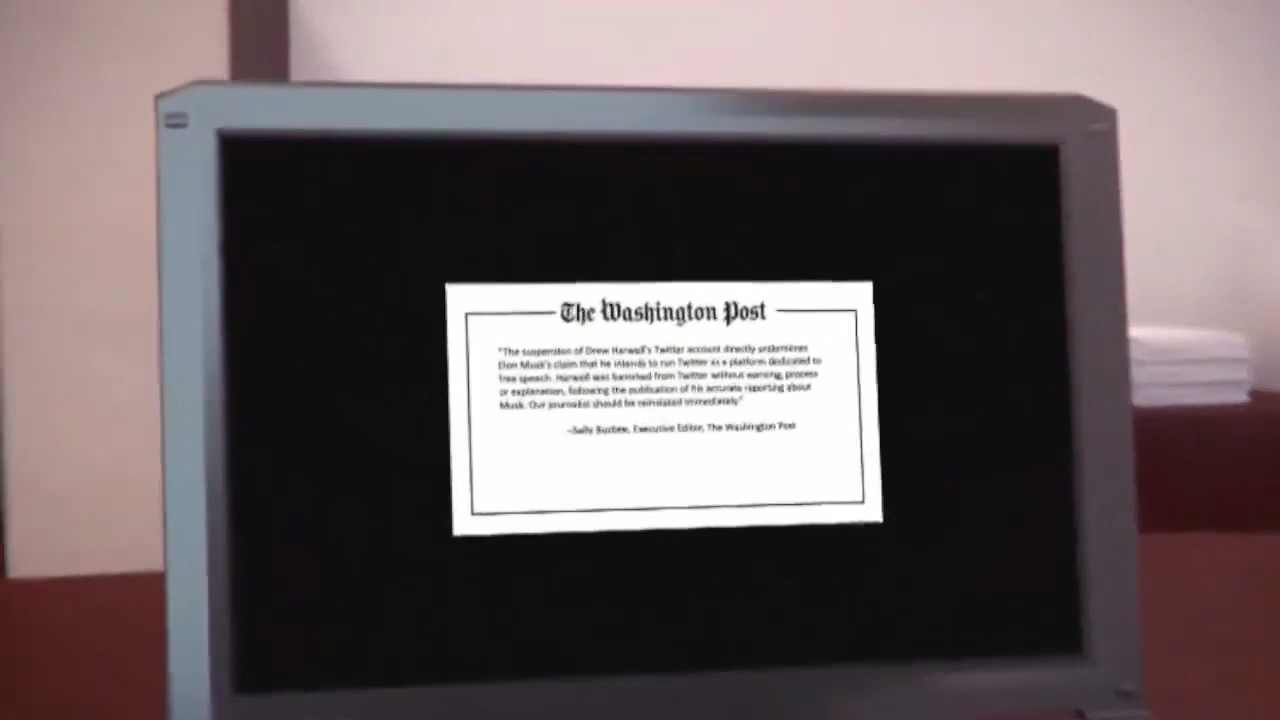 The Washington Post
"The suspension of Drew Harwell's Twitter account directly undermines
Elon Musk's claim that he intends to run Twitter as a platform dedicated to
free speech. Harwell was banished from Twitter without warning, process
or explanation, following the publication of his accurate reporting about
Musk. Our journalist should be reinstated immediately."
--Sally Buzbee, Executive Editor, The Washington Post